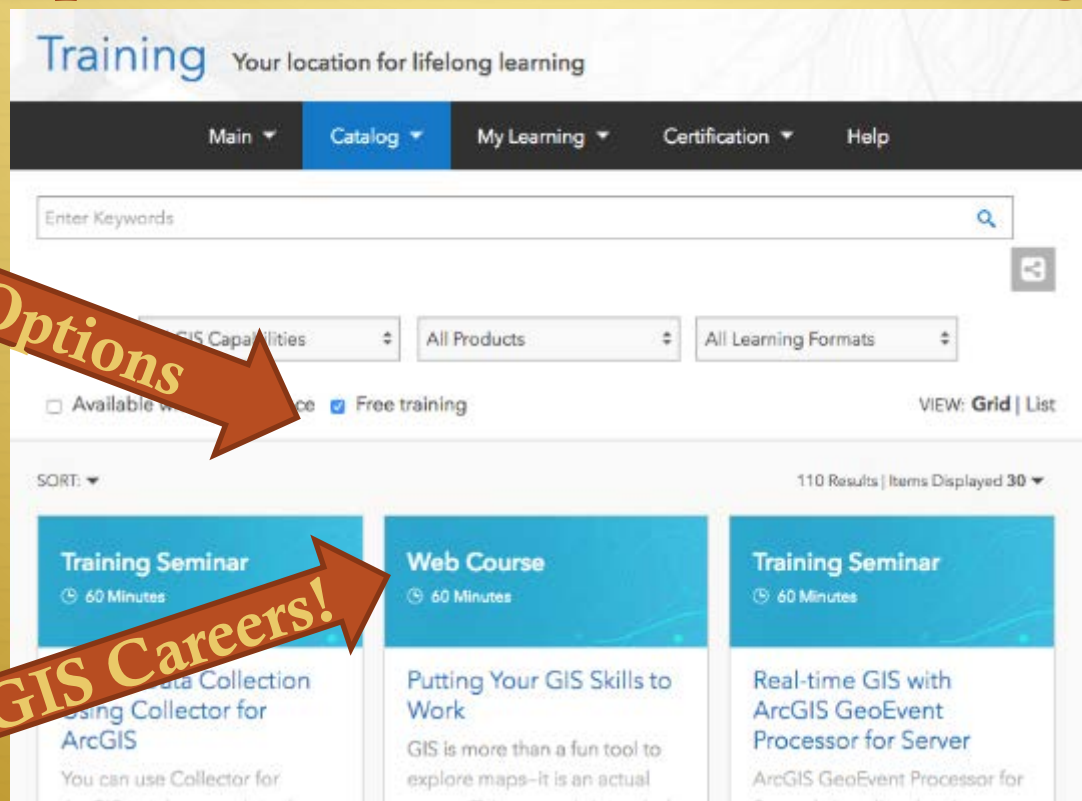 Training Your location for lifelong learning
Main Catalog My Learning Certification Help
Enter Keywords
Options
GIS Capabilities All Products All Learning Formats
Available Free training VIEW: Grid | List
SORT: 110 Results | Items Displayed 30
Training Seminar
60 Minutes
Web Course
60 Minutes
Training Seminar
60 Minutes
GIS Careers!
Data Collection
Using Collector for
ArcGIS
You can use Collector for
Putting Your GIS Skills to
Work
GIS is more than a fun tool to
explore maps–it is an actual
Real-time GIS with
ArcGIS GeoEvent
Processor for Server
ArcGIS GeoEvent Processor for